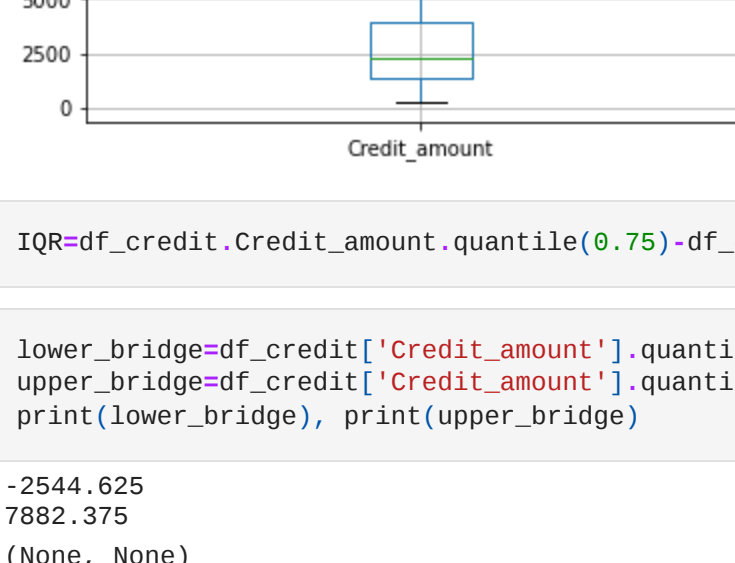 5000
2500
0
Credit_amount
IQR=df_credit.Credit_amount.quantile(0.75)-df_
lower_bridge=df_credit['Credit_amount'].quanti
upper_bridge=df_credit['Credit_amount'].quanti
print(lower_bridge), print(upper_bridge)
-2544.625
7882.375
(None, None)